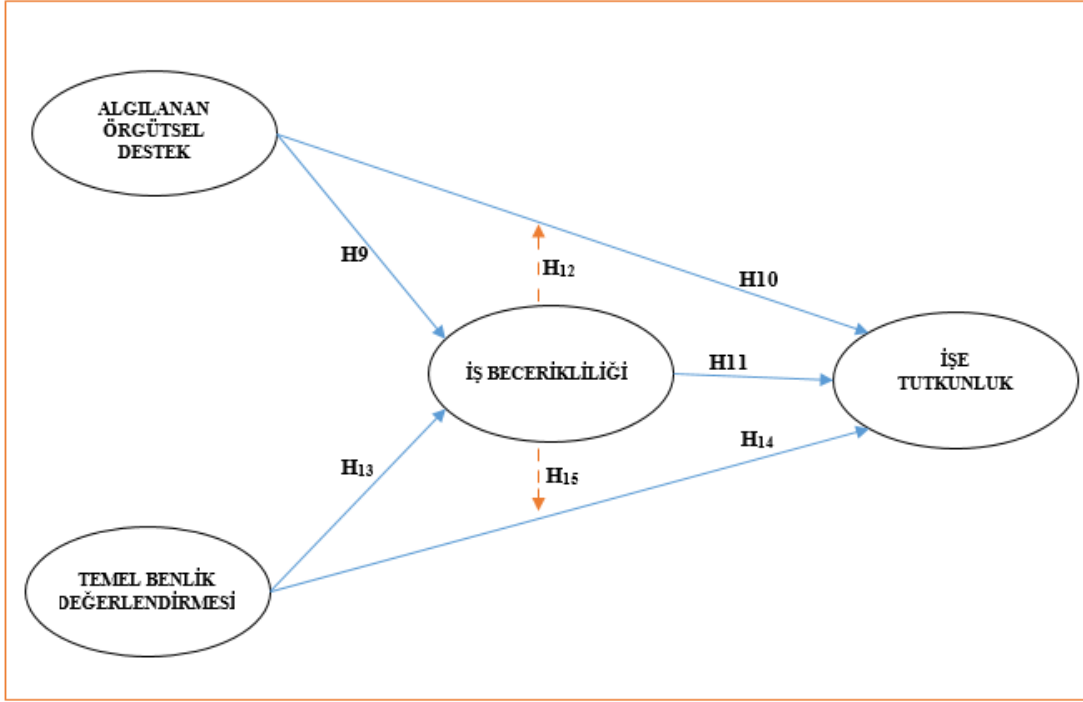 ALGILANAN
ÖRGÜTSEL
DESTEK
H9
H12
H10
İŞ BECERİKLİLİĞİ
H11
İŞE
TUTKUNLUK
H13
H15
H14
TEMEL BENLİK
DEĞERLENDİRMESİ